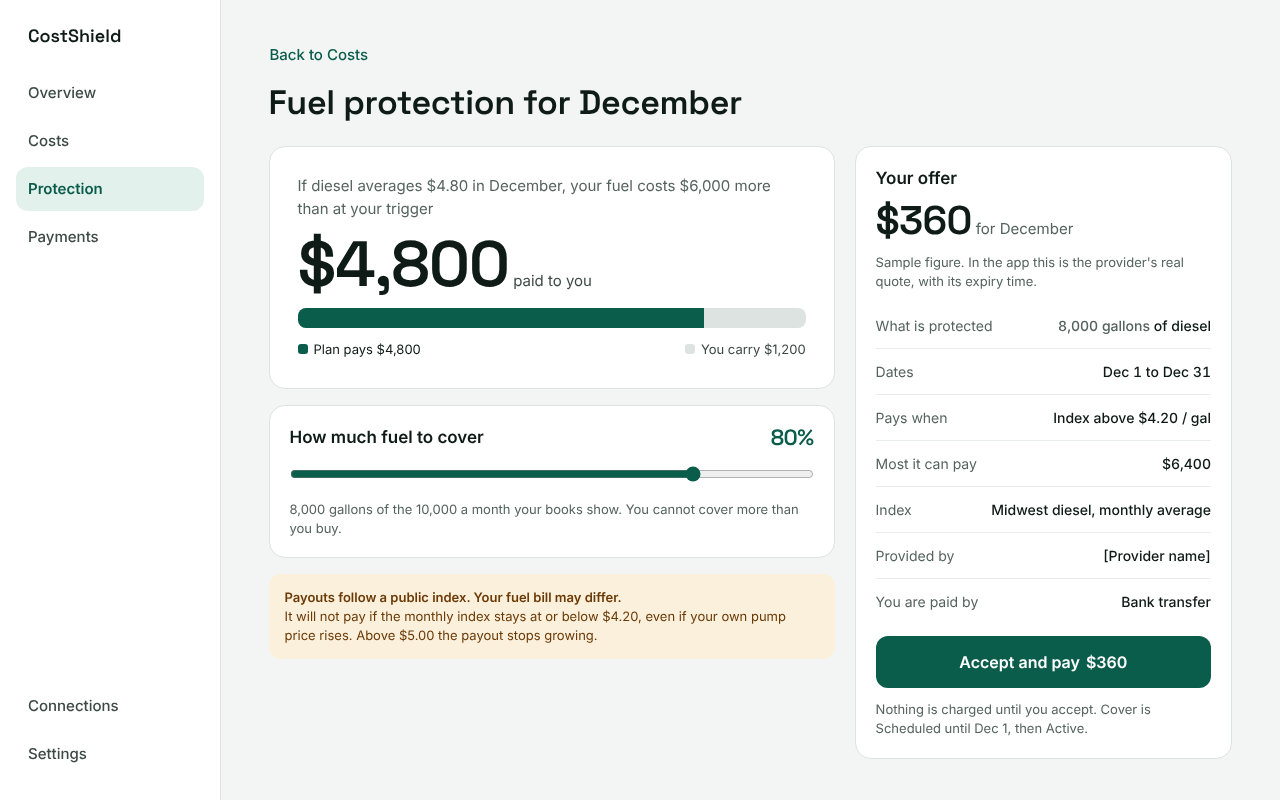 CostShield
Overview
Costs
Protection
Payments
Connections
Settings
Back to Costs
Fuel protection for December
If diesel averages $4.80 in December, your fuel costs $6,000 more
than at your trigger
$4,800 paid to you
Plan pays $4,800
You carry $1,200
How much fuel to cover
80%
8,000 gallons of the 10,000 a month your books show. You cannot cover more than
you buy.
Payouts follow a public index. Your fuel bill may differ.
It will not pay if the monthly index stays at or below $4.20, even if your own pump
price rises. Above $5.00 the payout stops growing.
Your offer
$360 for December
Sample figure. In the app this is the provider's real
quote, with its expiry time.
What is protected 8,000 gallons of diesel
Dates Dec 1 to Dec 31
Pays when Index above $4.20 / gal
Most it can pay $6,400
Index Midwest diesel, monthly average
Provided by [Provider name]
You are paid by Bank transfer
Accept and pay $360
Nothing is charged until you accept. Cover is
Scheduled until Dec 1, then Active.